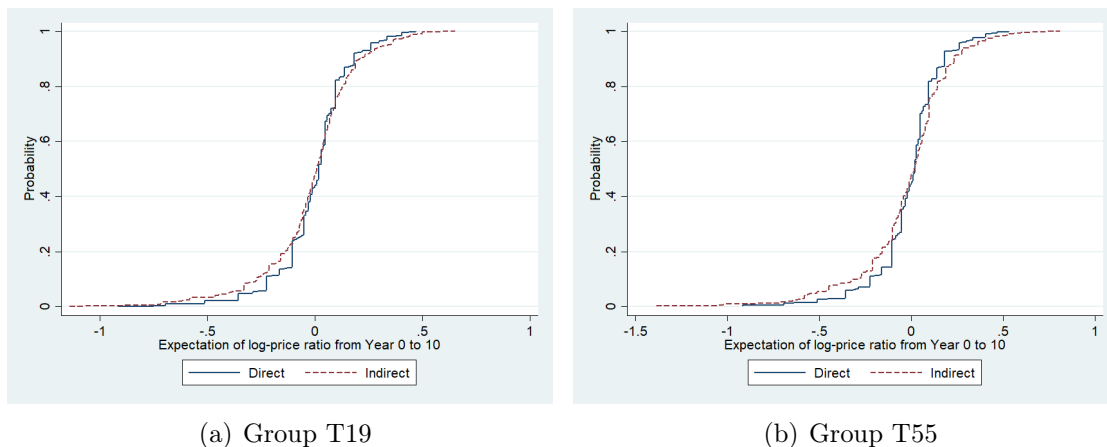 Probability
1
.8
.6
.4
.2
0
-1
-.5
0
.5
1
Expectation of log-price ratio from Year 0 to 10
Direct
Indirect
(a) Group T19
Probability
1
.8
.6
.4
.2
0
-1.5
-1
-.5
0
.5
1
Expectation of log-price ratio from Year 0 to 10
Direct
Indirect
(b) Group T55